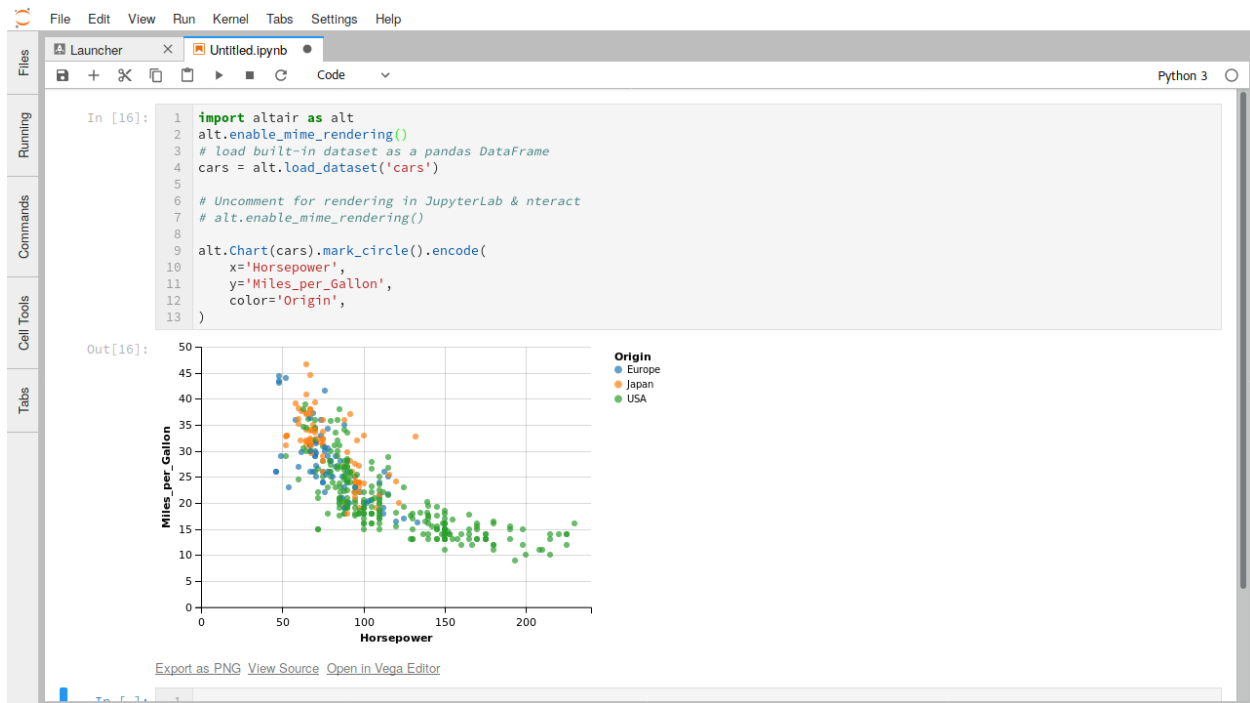 File Edit View Run Kernel Tabs Settings Help
Files
Running
Commands
Cell Tools
Tabs
Launcher Untitled.ipynb
Code Python 3
In [16]:
1 import altair as alt
2 alt.enable_mime_rendering()
3 # load built-in dataset as a pandas DataFrame
4 cars = alt.load_dataset('cars')
5
6 # Uncomment for rendering in JupyterLab & nteract
7 # alt.enable_mime_rendering()
8
9 alt.Chart(cars).mark_circle().encode(
10     x='Horsepower',
11     y='Miles_per_Gallon',
12     color='Origin',
13 )
Out[16]:
50
45
40
35
30
25
20
15
10
5
0
Miles_per_Gallon
0 50 100 150 200
Horsepower
Origin
Europe
Japan
USA
Export as PNG View Source Open in Vega Editor
In [ ]: 1